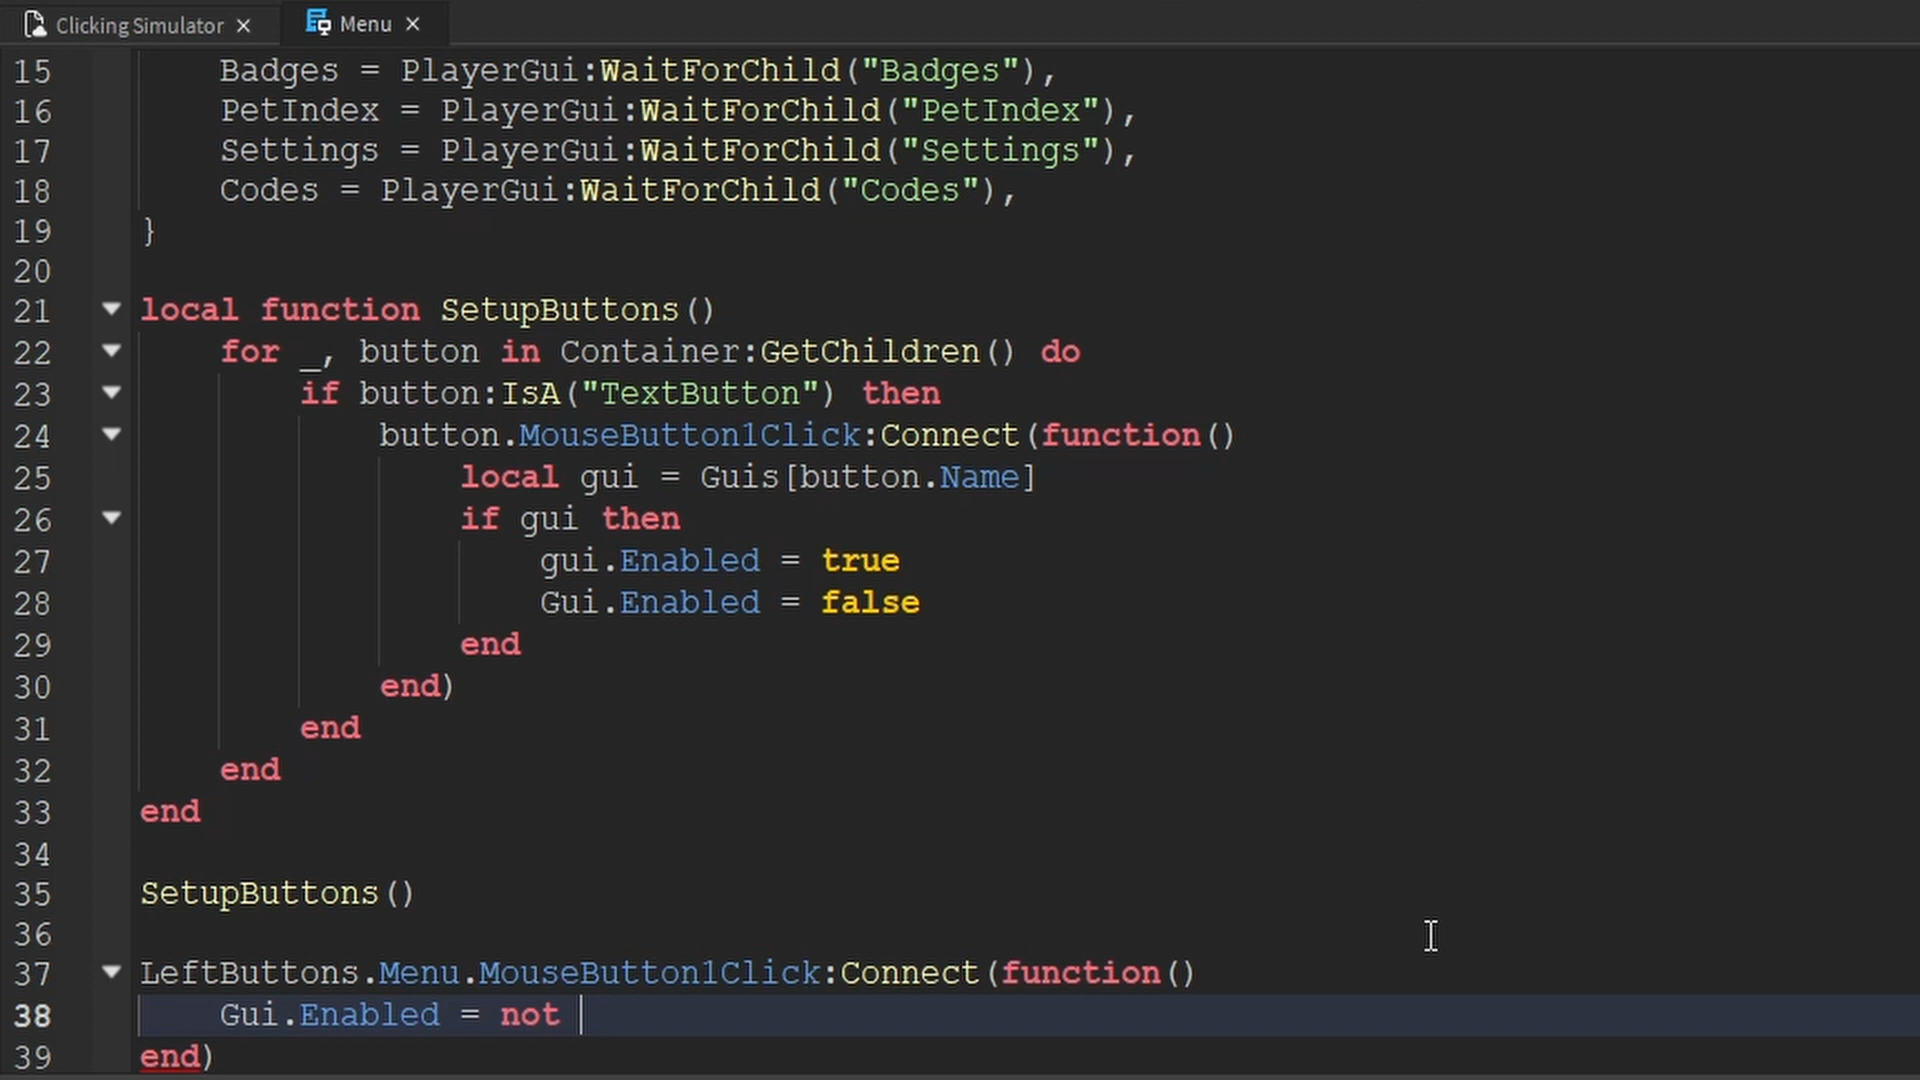 Clicking Simulator × Menu ×
15 Badges = PlayerGui:WaitForChild("Badges"),
16 PetIndex = PlayerGui:WaitForChild("PetIndex"),
17 Settings = PlayerGui:WaitForChild("Settings"),
18 Codes = PlayerGui:WaitForChild("Codes"),
19 }
20
21 local function SetupButtons()
22 for _, button in Container:GetChildren() do
23 if button:IsA("TextButton") then
24 button.MouseButton1Click:Connect(function()
25 local gui = Guis[button.Name]
26 if gui then
27 gui.Enabled = true
28 Gui.Enabled = false
29 end
30 end)
31 end
32 end
33 end
34
35 SetupButtons()
36
37 LeftButtons.Menu.MouseButton1Click:Connect(function()
38 Gui.Enabled = not
39 end)